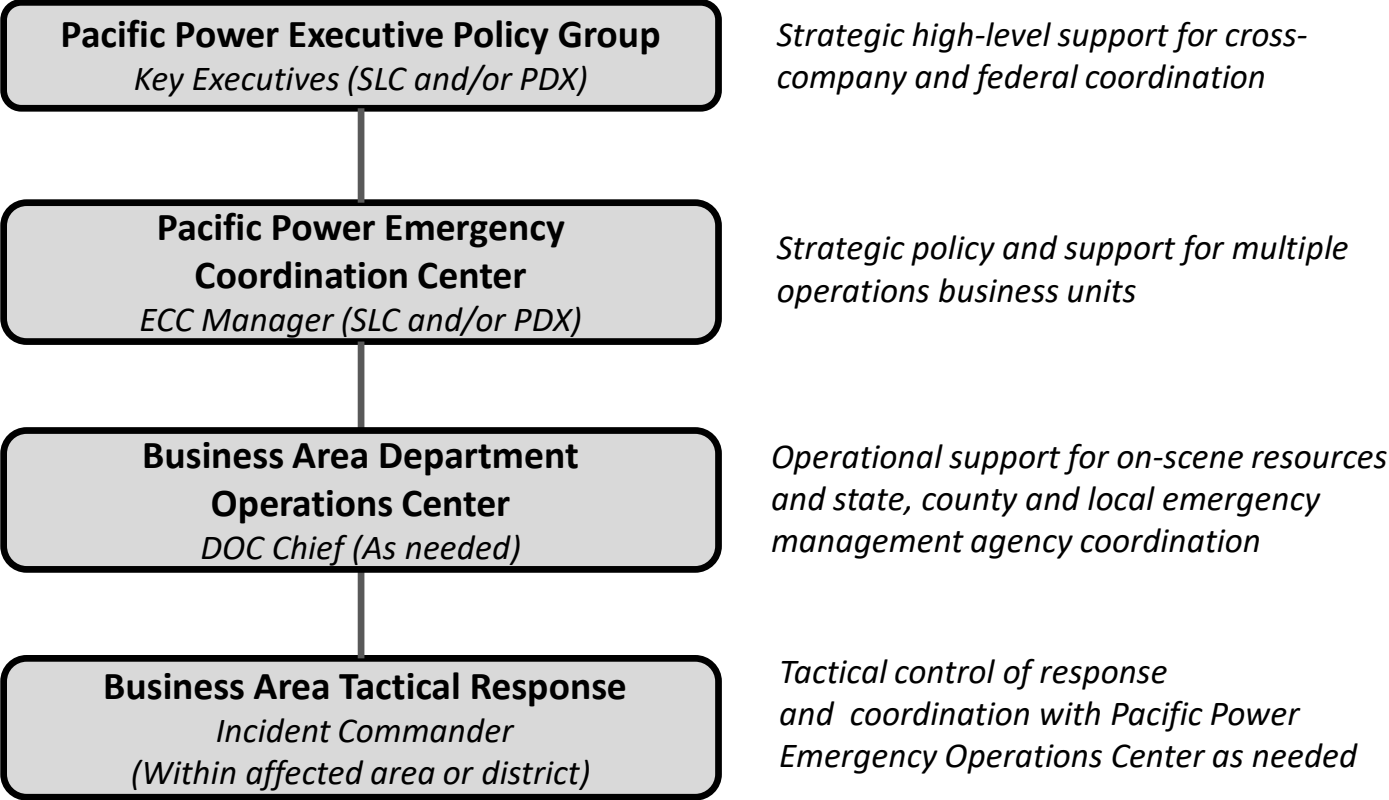 Pacific Power Executive Policy Group
Key Executives (SLC and/or PDX)
Strategic high-level support for cross-
company and federal coordination
Pacific Power Emergency
Coordination Center
ECC Manager (SLC and/or PDX)
Strategic policy and support for multiple
operations business units
Business Area Department
Operations Center
DOC Chief (As needed)
Operational support for on-scene resources
and state, county and local emergency
management agency coordination
Business Area Tactical Response
Incident Commander
(Within affected area or district)
Tactical control of response
and  coordination with Pacific Power
Emergency Operations Center as needed